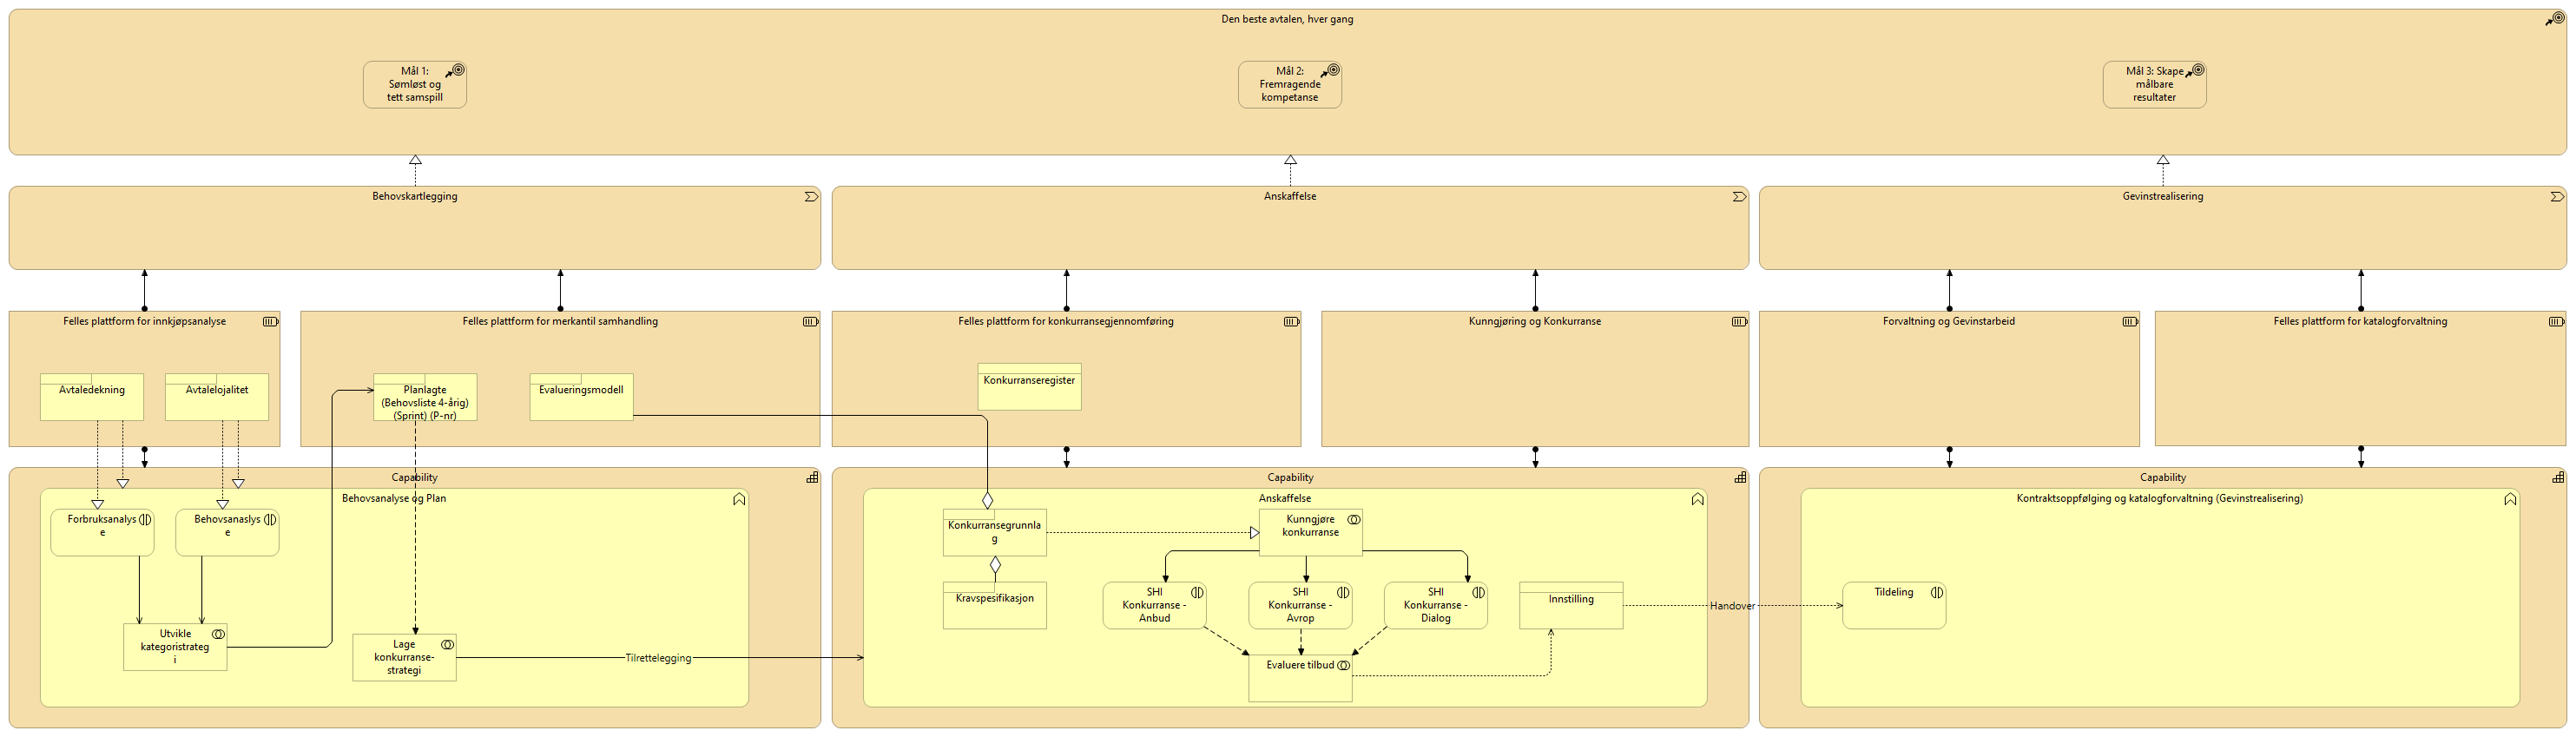 Den beste avtalen, hver gang
Mål 1:
Sømløst og
tett samspill
Mål 2:
Fremragende
kompetanse
Mål 3: Skape
målbare
resultater
Behovskartlegging
Anskaffelse
Gevinstrealisering
Felles plattform for innkjøpsanalyse
Avtaledekning
Avtalelojalitet
Felles plattform for merkantil samhandling
Planlagte
(Behovsliste 4-årig)
(Sprint) (P-nr)
Evalueringsmodell
Felles plattform for konkurransegjennomføring
Konkurranseregister
Kunngjøring og Konkurranse
Forvaltning og Gevinstarbeid
Felles plattform for katalogforvaltning
Capability
Behovsanalyse og Plan
Forbruksanalys
e
Behovsanaslys
e
Utvikle
kategoristrateg
i
Lage
konkurranse-
strategi
Tilrettelegging
Capability
Anskaffelse
Konkurransegrunnla
g
Kravspesifikasjon
Kunngjøre
konkurranse
SHI
Konkurranse -
Anbud
SHI
Konkurranse -
Avrop
SHI
Konkurranse -
Dialog
Evaluere tilbud
Innstilling
Handover
Capability
Kontraktsoppfølging og katalogforvaltning (Gevinstrealisering)
Tildeling